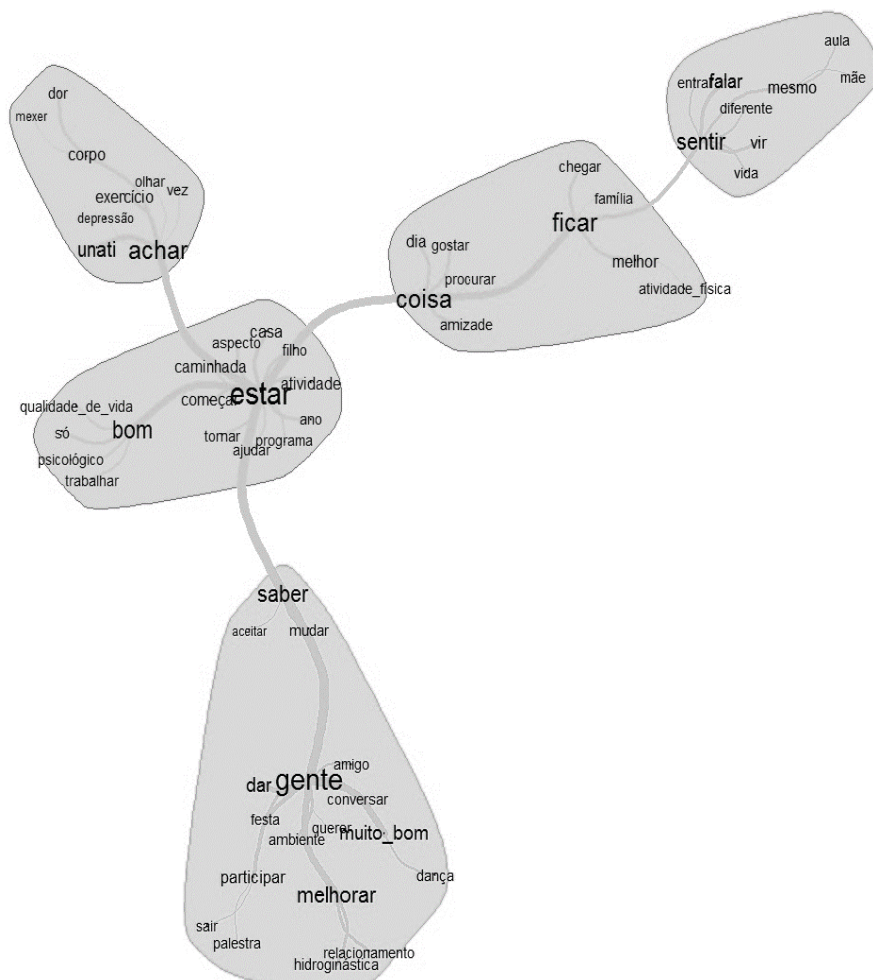 aula
entra
falar
mesmo
mãe
diferente
sentir
vir
vida
dor
mexer
corpo
olhar
vez
exercício
depressão
unati
achar
chegar
família
ficar
dia
gostar
melhor
procurar
atividade_física
coisa
amizade
casa
aspecto
filho
caminhada
atividade
estar
começar
qualidade_de_vida
ano
só
bom
tornar
programa
ajudar
psicológico
trabalhar
saber
aceitar
mudar
amigo
dar
gente
conversar
festa
querer
muito_bom
ambiente
participar
dança
melhorar
sair
palestra
relacionamento
hidroginástica